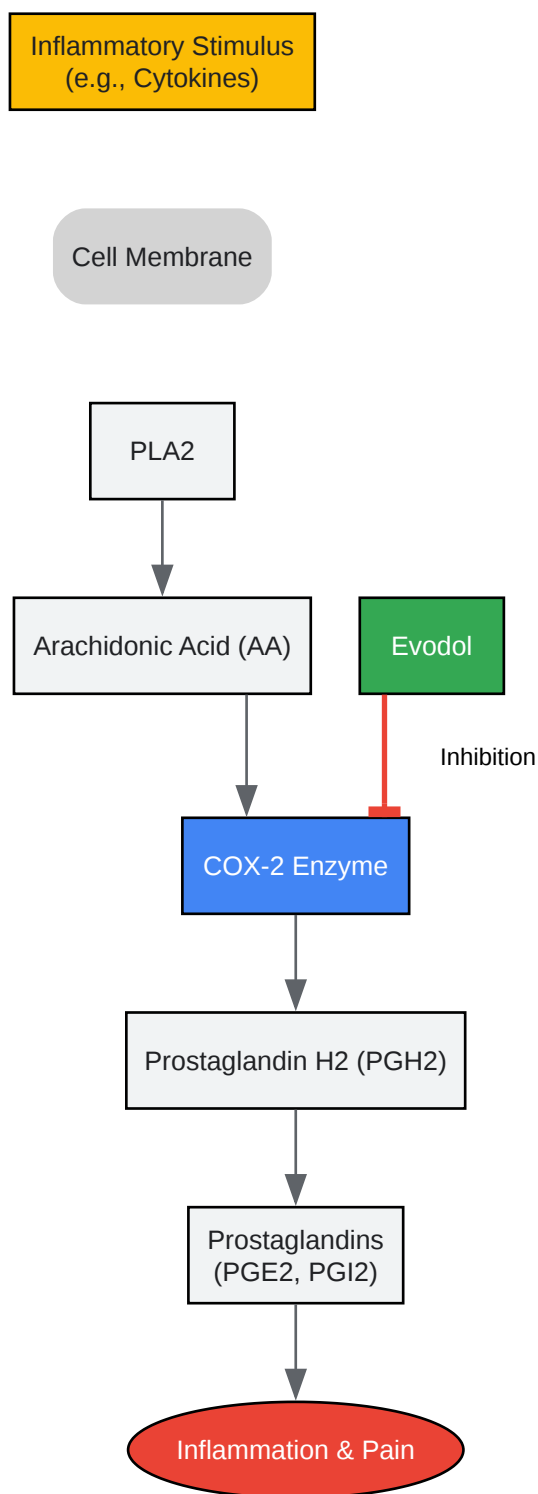 Inflammatory Stimulus
(e.g., Cytokines)
Cell Membrane
PLA2
Arachidonic Acid (AA)
Evodol
Inhibition
COX-2 Enzyme
Prostaglandin H2 (PGH2)
Prostaglandins
(PGE2, PGI2)
Inflammation & Pain